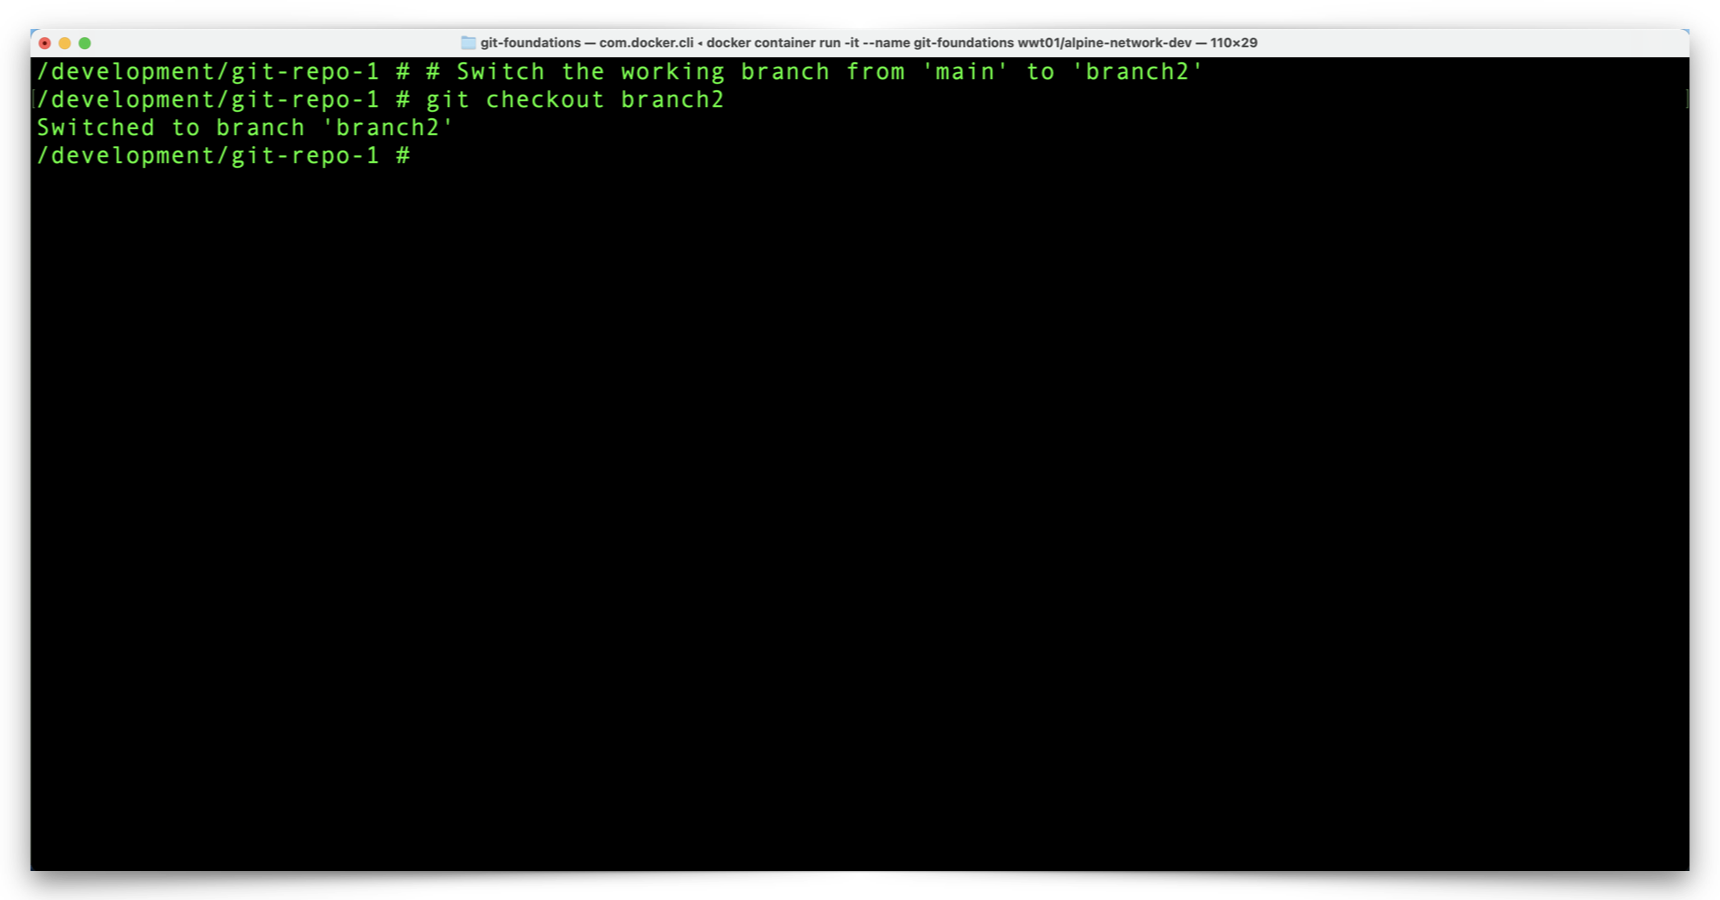 git-foundations — com.docker.cli ◂ docker container run -it --name git-foundations wwt01/alpine-network-dev — 110×29
/development/git-repo-1 # # Switch the working branch from 'main' to 'branch2'
/development/git-repo-1 # git checkout branch2
Switched to branch 'branch2'
/development/git-repo-1 #